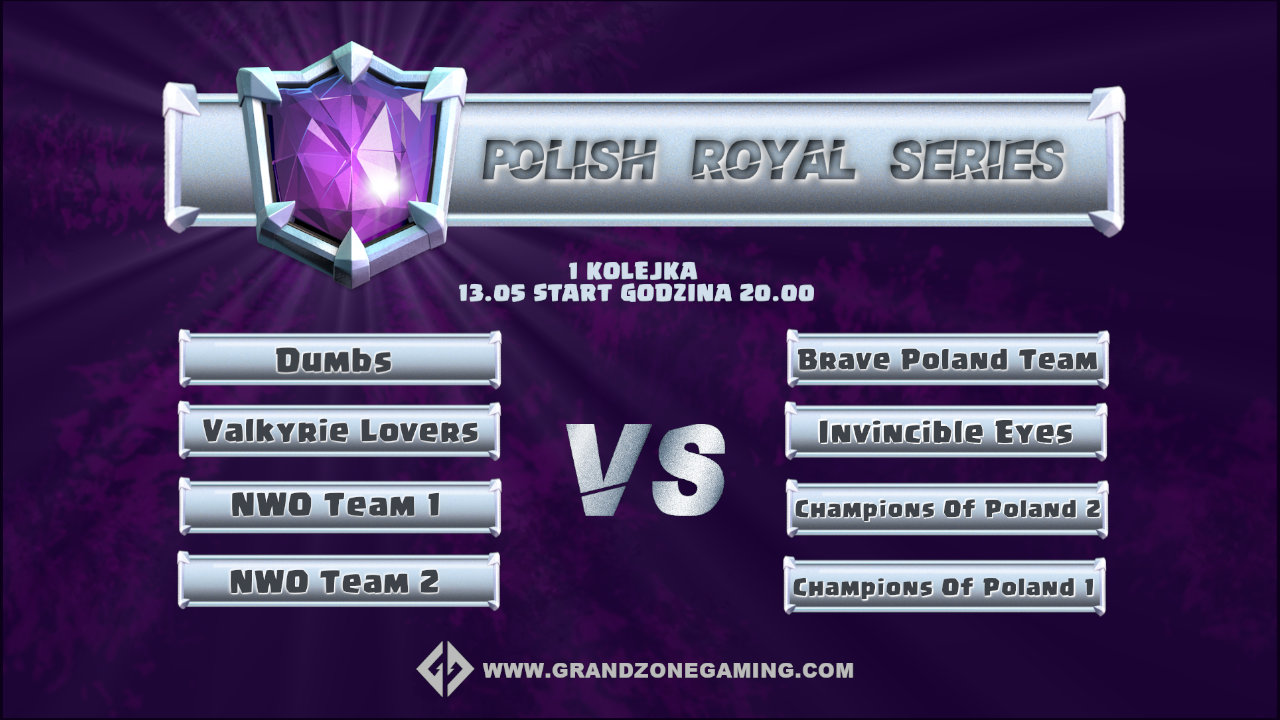 POLISH ROYAL SERIES
1 KOLEJKA
13.05 START GODZINA 20.00
Dumbs
Brave Poland Team
Valkyrie Lovers
VS
Invincible Eyes
NWO Team 1
Champions Of Poland 2
NWO Team 2
Champions Of Poland 1
WWW.GRANDZONEGAMING.COM